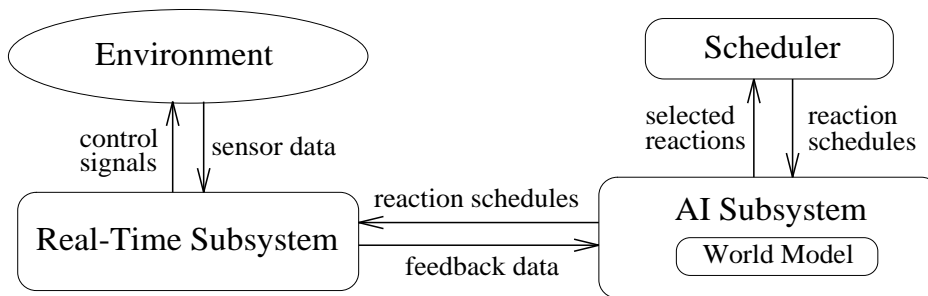 Environment
Scheduler
control
signals
sensor data
selected
reactions
reaction
schedules
Real-Time Subsystem
reaction schedules
feedback data
AI Subsystem
World Model